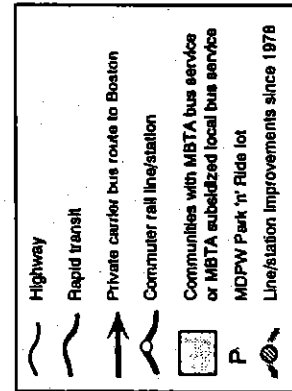 Highway
Rapid transit
Private carrier bus route to Boston
Commuter rail line/station
Communities with MBTA bus service
or MBTA subsidized local bus service
P MDPW Park 'n' Ride lot
Line/station improvements since 1978